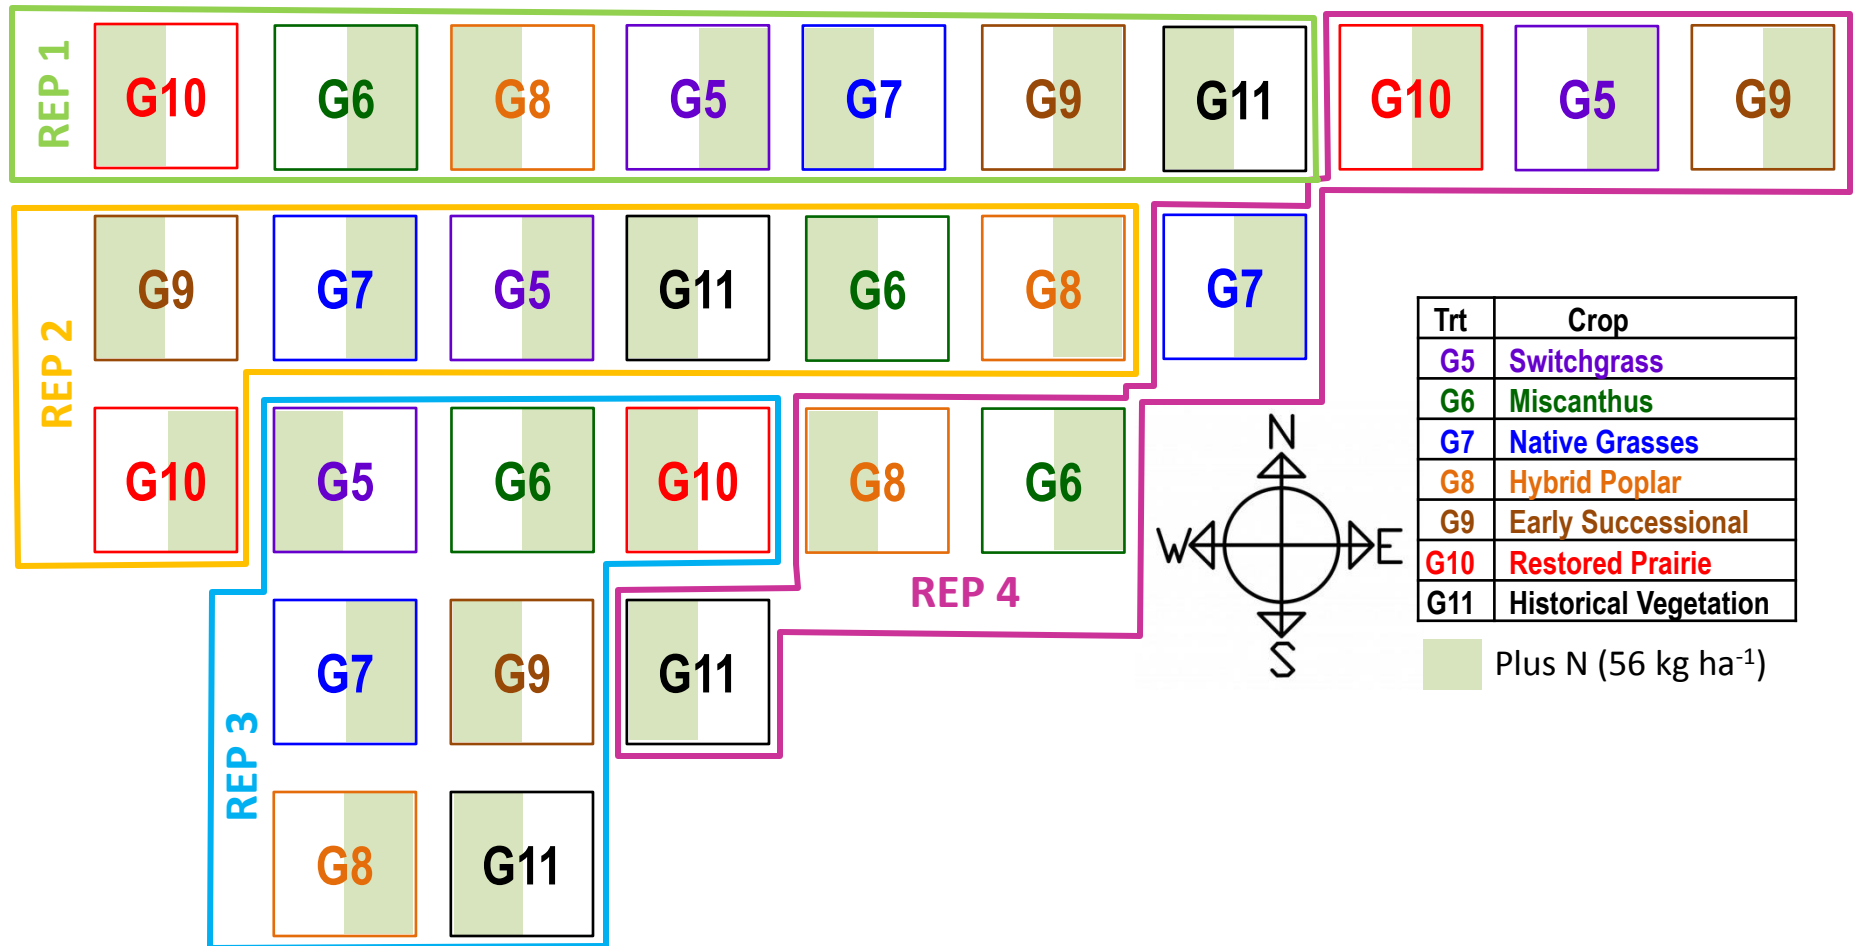 REP 1
G10 G6 G8 G5 G7 G9 G11 G10 G5 G9
REP 2
G9 G7 G5 G11 G6 G8 G7
G10 G5 G6 G10 G8 G6
REP 4
REP 3
G7 G9 G11
G8 G11
N
W E
S
Trt Crop
G5 Switchgrass
G6 Miscanthus
G7 Native Grasses
G8 Hybrid Poplar
G9 Early Successional
G10 Restored Prairie
G11 Historical Vegetation
Plus N (56 kg ha⁻¹)